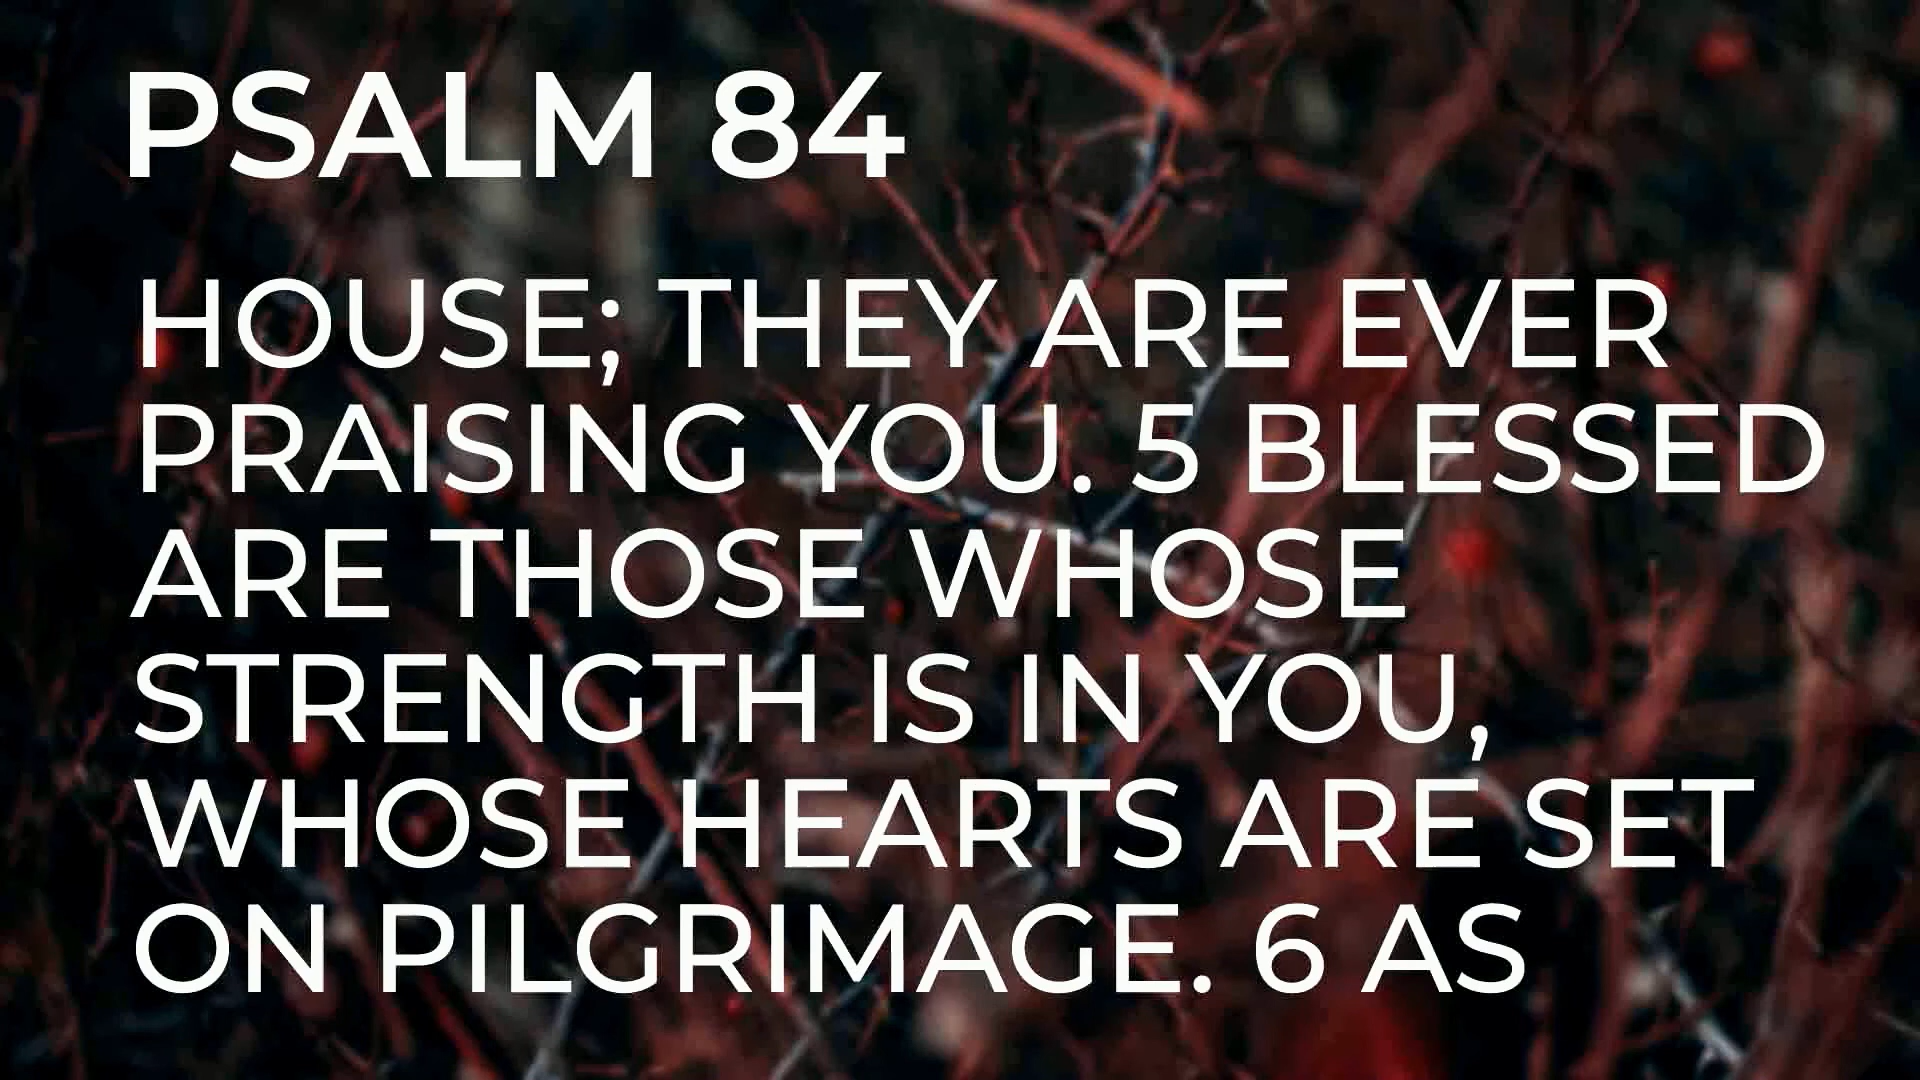 PSALM 84
HOUSE; THEY ARE EVER
PRAISING YOU. 5 BLESSED
ARE THOSE WHOSE
STRENGTH IS IN YOU,
WHOSE HEARTS ARE SET
ON PILGRIMAGE. 6 AS